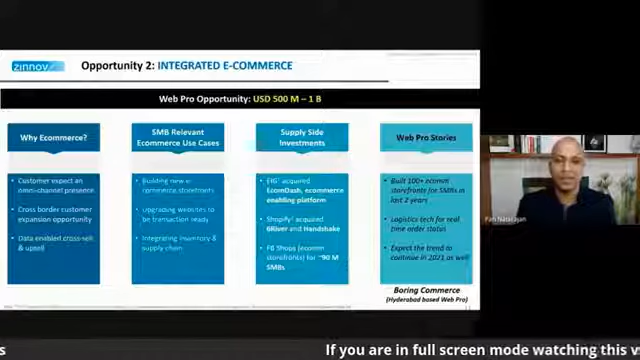 zinnov
Opportunity 2: INTEGRATED E-COMMERCE
Web Pro Opportunity: USD 500 M – 1 B
Why Ecommerce?
Customer expect an
omni-channel presence
Cross border customer
expansion opportunity
Data enabled cross-sell
& upsell
SMB Relevant
Ecommerce Use Cases
Building new e-
commerce storefronts
Upgrading websites to
be transaction ready
Integrating inventory &
supply chain
Supply Side
Investments
EIG¹ acquired
EcomDash, ecommerce
enabling platform
Shopify² acquired
6River and Handshake
FB Shops (ecomm
storefronts) for ~90 M
SMBs
Web Pro Stories
Built 100+ ecomm
storefronts for SMBs in
last 2 years
Logistics tech for real
time order status
Expect the trend to
continue in 2021 as well
Boring Commerce
(Hyderabad based Web Pro)
Pari Natarajan
s
If you are in full screen mode watching this v